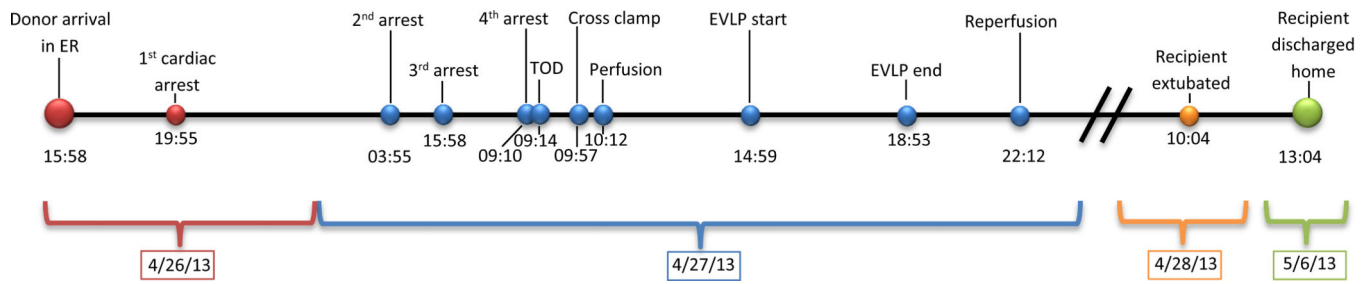 Donor arrival
in ER
1st cardiac
arrest
2nd arrest
3rd arrest
4th arrest
TOD
Cross clamp
Perfusion
EVLP start
EVLP end
Reperfusion
Recipient
extubated
Recipient
discharged
home
15:58
19:55
03:55
15:58
09:10
09:14
09:57
10:12
14:59
18:53
22:12
10:04
13:04
4/26/13
4/27/13
4/28/13
5/6/13